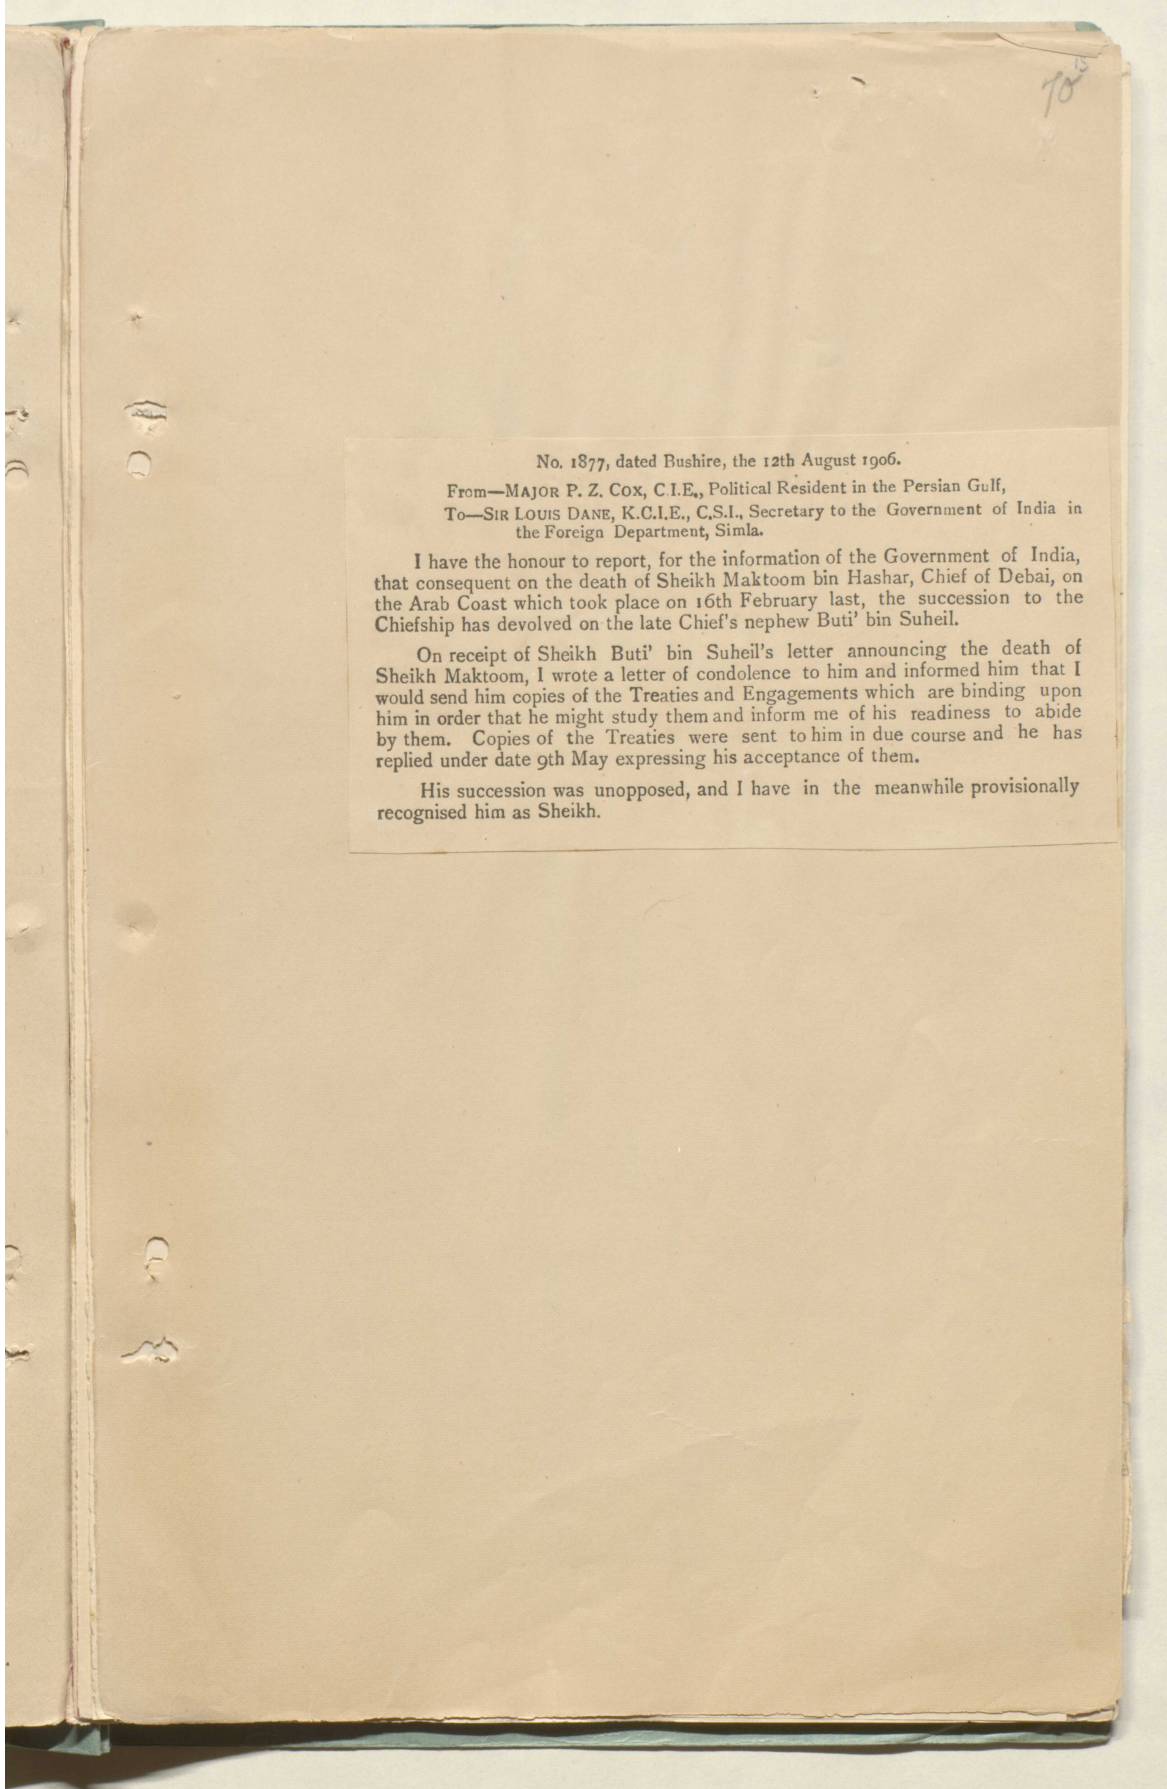 15
70
No. 1877, dated Bushire, the 12th August 1906.
From—MAJOR P. Z. COX, C.I.E., Political Resident in the Persian Gulf,
To—SIR LOUIS DANE, K.C.I.E., C.S.I., Secretary to the Government of India in
the Foreign Department, Simla.
I have the honour to report, for the information of the Government of India,
that consequent on the death of Sheikh Maktoom bin Hashar, Chief of Debai, on
the Arab Coast which took place on 16th February last, the succession to the
Chiefship has devolved on the late Chief's nephew Buti' bin Suheil.
On receipt of Sheikh Buti' bin Suheil's letter announcing the death of
Sheikh Maktoom, I wrote a letter of condolence to him and informed him that I
would send him copies of the Treaties and Engagements which are binding upon
him in order that he might study them and inform me of his readiness to abide
by them. Copies of the Treaties were sent to him in due course and he has
replied under date 9th May expressing his acceptance of them.
His succession was unopposed, and I have in the meanwhile provisionally
recognised him as Sheikh.